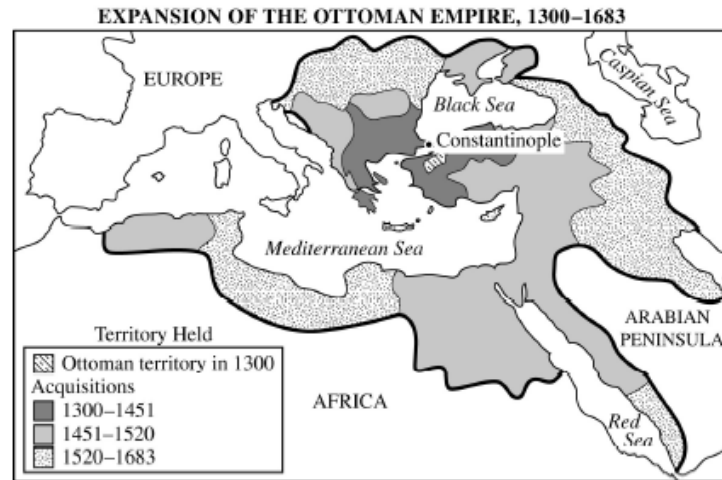 EXPANSION OF THE OTTOMAN EMPIRE, 1300–1683
EUROPE
Caspian Sea
Black Sea
Constantinople
Mediterranean Sea
ARABIAN
PENINSULA
AFRICA
Red
Sea
Territory Held
Ottoman territory in 1300
Acquisitions
1300–1451
1451–1520
1520–1683